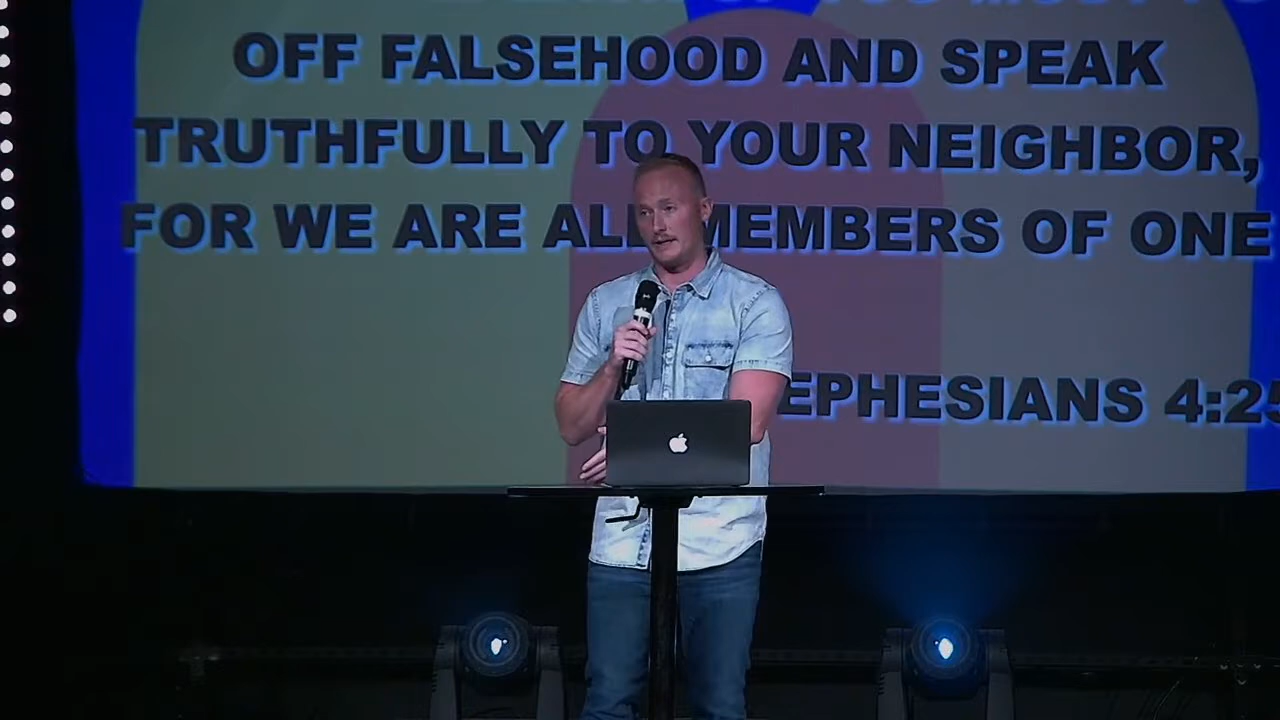 OFF FALSEHOOD AND SPEAK
TRUTHFULLY TO YOUR NEIGHBOR,
FOR WE ARE ALL MEMBERS OF ONE
EPHESIANS 4:25